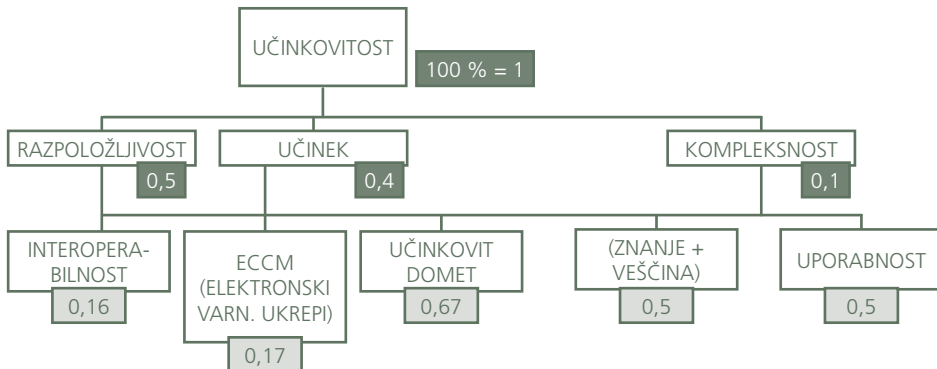 UČINKOVITOST
100 % = 1
RAZPOLOŽLJIVOST
0,5
UČINEK
0,4
KOMPLEKSNOST
0,1
INTEROPERA-
BILNOST
0,16
ECCM
(ELEKTRONSKI
VARN. UKREPI)
0,17
UČINKOVIT
DOMET
0,67
(ZNANJE +
VEŠČINA)
0,5
UPORABNOST
0,5